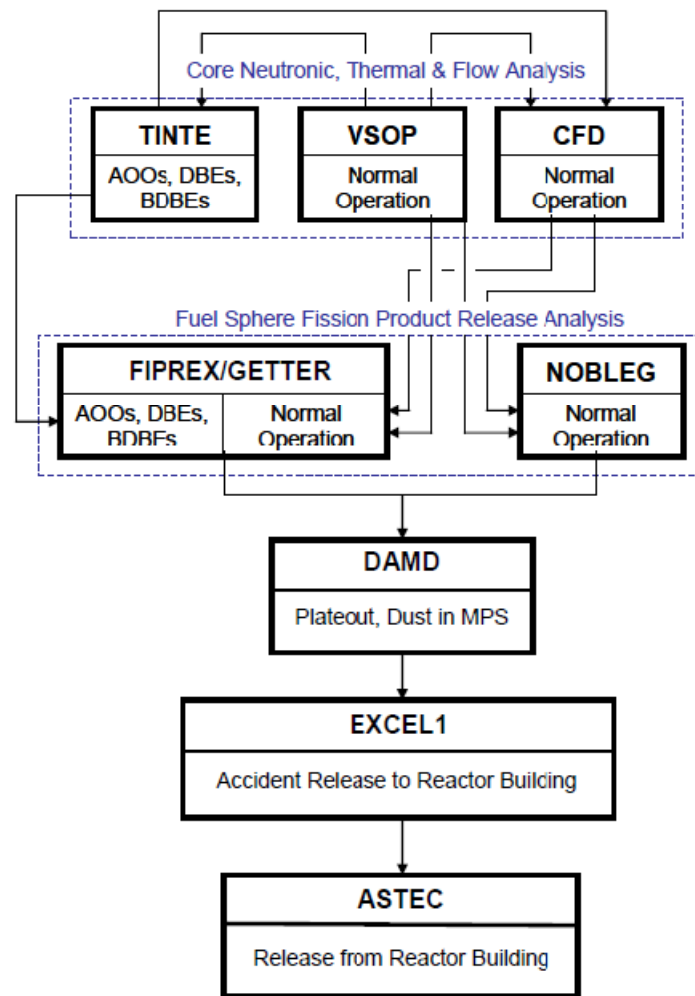 Core Neutronic, Thermal & Flow Analysis
TINTE
AOOs, DBEs,
BDBEs
VSOP
Normal
Operation
CFD
Normal
Operation
Fuel Sphere Fission Product Release Analysis
FIPREX/GETTER
AOOs, DBEs,
BDBEs
Normal
Operation
NOBLEG
Normal
Operation
DAMD
Plateout, Dust in MPS
EXCEL1
Accident Release to Reactor Building
ASTEC
Release from Reactor Building